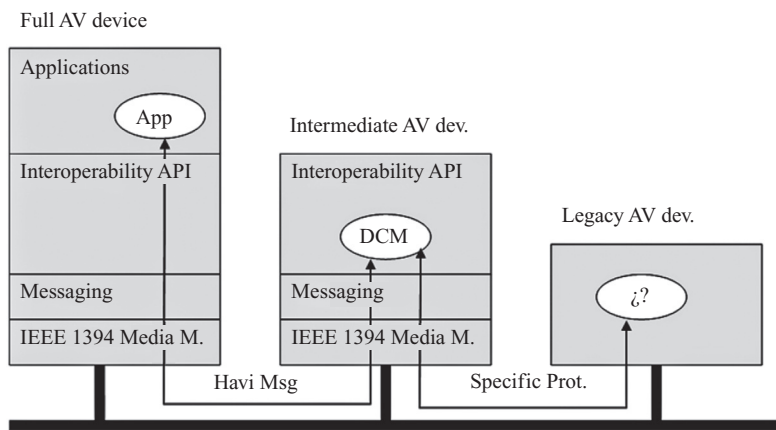 Full AV device
Applications
App
Interoperability API
Messaging
IEEE 1394 Media M.
Intermediate AV dev.
Interoperability API
DCM
Messaging
IEEE 1394 Media M.
Legacy AV dev.
¿?
Havi Msg
Specific Prot.